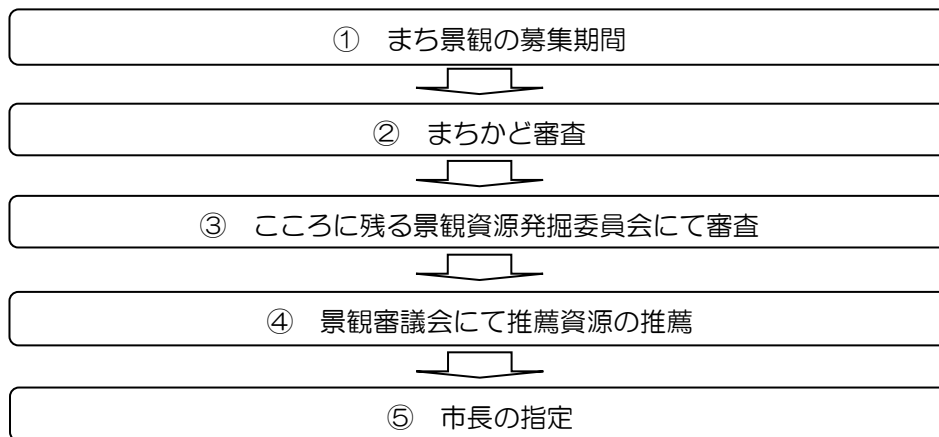 ①　まち景観の募集期間
②　まちかど審査
③　こころに残る景観資源発掘委員会にて審査
④　景観審議会にて推薦資源の推薦
⑤　市長の指定